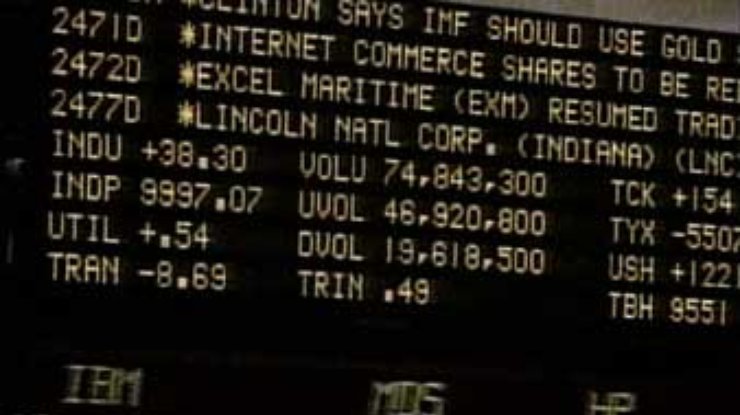 *CLINTON SAYS IMF SHOULD USE GOLD
2471D *INTERNET COMMERCE SHARES TO BE
2472D *EXCEL MARITIME (EXM) RESUMED
2477D *LINCOLN NATL CORP. (INDIANA) (LNC)
INDU +38.30 VOLU 74,843,300 TCK +154
INDP 9997.07 UVOL 46,920,800 TYX -5507
UTIL +.54 DVOL 19,618,500 USH +1221
TRAN -8.69 TRIN .49 TBH 9551
IBM